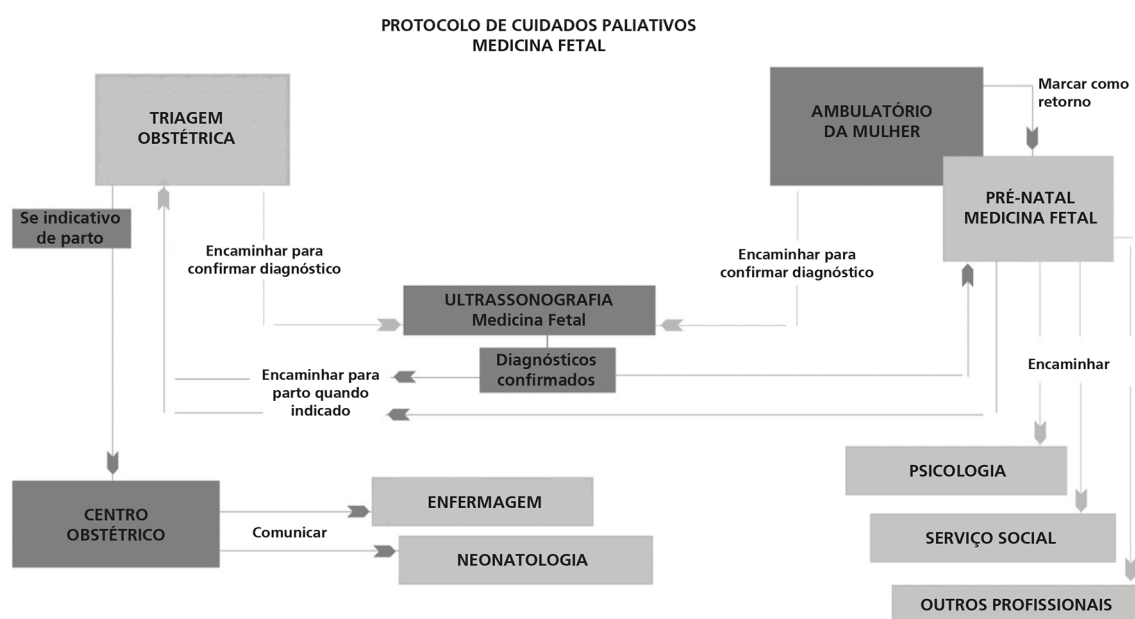 PROTOCOLO DE CUIDADOS PALIATIVOS
MEDICINA FETAL
TRIAGEM
OBSTÉTRICA
AMBULATÓRIO
DA MULHER
Marcar como
retorno
PRÉ-NATAL
MEDICINA FETAL
Se indicativo
de parto
Encaminhar para
confirmar diagnóstico
Encaminhar para
confirmar diagnóstico
ULTRASSONOGRAFIA
Medicina Fetal
Diagnósticos
confirmados
Encaminhar para
parto quando
indicado
Encaminhar
PSICOLOGIA
SERVIÇO SOCIAL
OUTROS PROFISSIONAIS
CENTRO
OBSTÉTRICO
Comunicar
ENFERMAGEM
NEONATOLOGIA